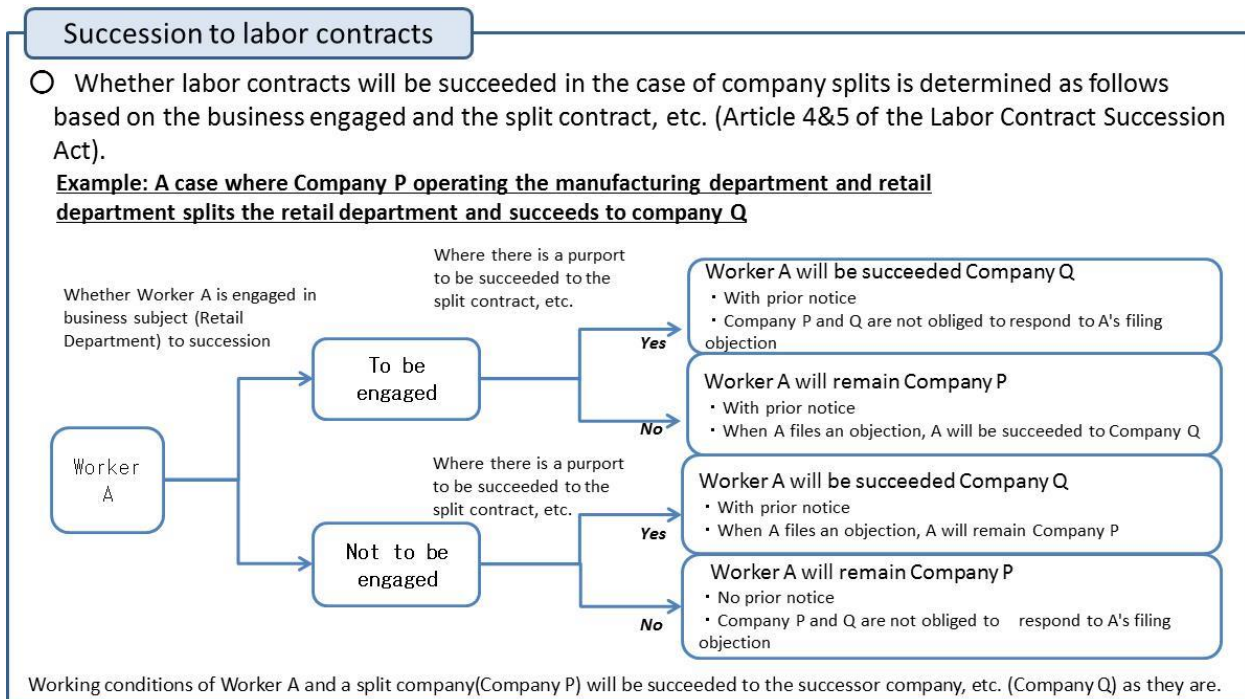 Succession to labor contracts
○ Whether labor contracts will be succeeded in the case of company splits is determined as follows
based on the business engaged and the split contract, etc. (Article 4&5 of the Labor Contract Succession
Act).
Example: A case where Company P operating the manufacturing department and retail
department splits the retail department and succeeds to company Q
Whether Worker A is engaged in
business subject (Retail
Department) to succession
Where there is a purport
to be succeeded to the
split contract, etc.
Worker
A
To be
engaged
Yes
Worker A will be succeeded Company Q
・With prior notice
・Company P and Q are not obliged to respond to A's filing
objection
No
Worker A will remain Company P
・With prior notice
・When A files an objection, A will be succeeded to Company Q
Where there is a purport
to be succeeded to the
split contract, etc.
Not to be
engaged
Yes
Worker A will be succeeded Company Q
・With prior notice
・When A files an objection, A will remain Company P
No
Worker A will remain Company P
・No prior notice
・Company P and Q are not obliged to respond to A's filing
objection
Working conditions of Worker A and a split company(Company P) will be succeeded to the successor company, etc. (Company Q) as they are.